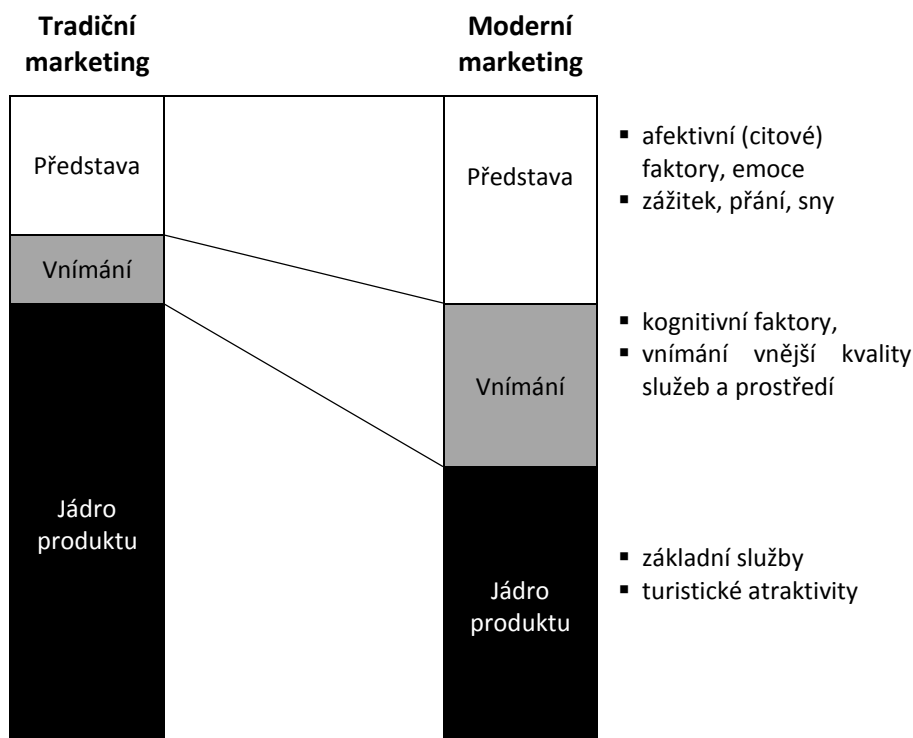 Tradiční
marketing
Moderní
marketing
Představa
Vnímání
Jádro
produktu
Představa
Vnímání
Jádro
produktu
▪ afektivní (citové)
faktory, emoce
▪ zážitek, přání, sny
▪ kognitivní faktory,
▪ vnímání vnější kvality
služeb a prostředí
▪ základní služby
▪ turistické atraktivity